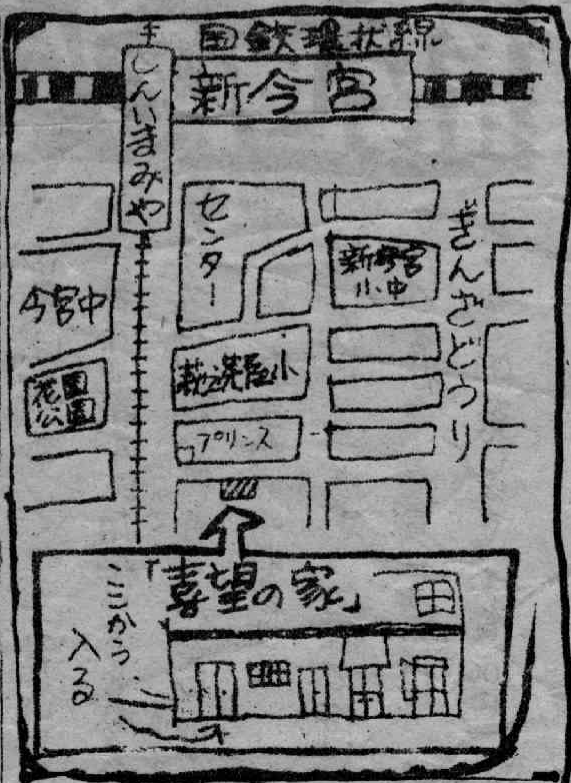 国鉄環状線
新今宮
しんいまみや
センター
新今宮
小中
ぎんざどうり
今宮中
萩之茶屋小
花園
公園
プリンス
「喜望の家」
ここから
入る